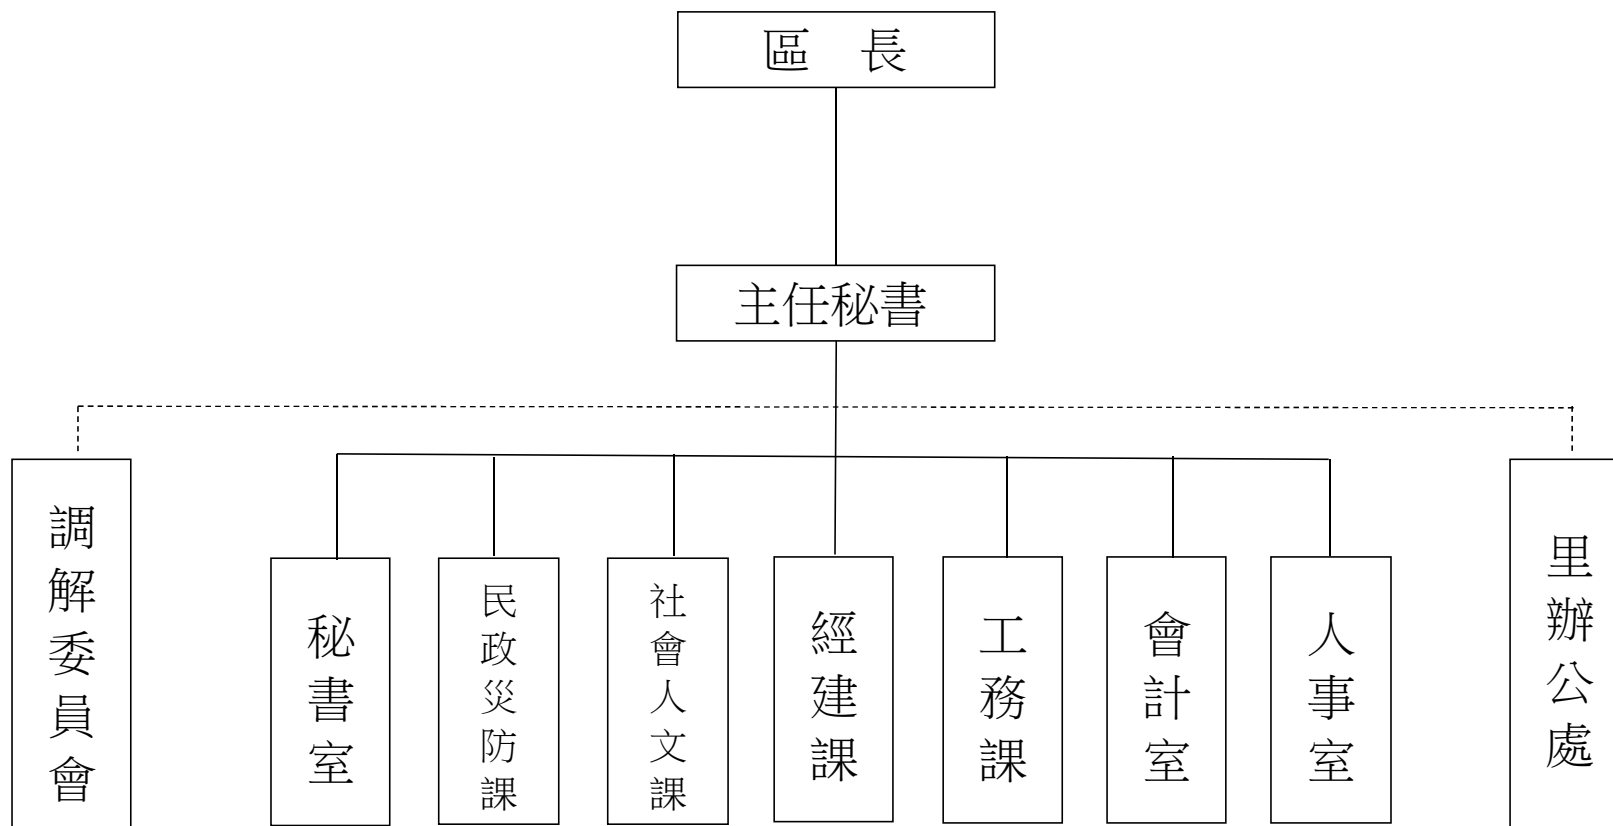 區　長
主任秘書
調解委員會
秘書室
民政災防課
社會人文課
經建課
工務課
會計室
人事室
里辦公處